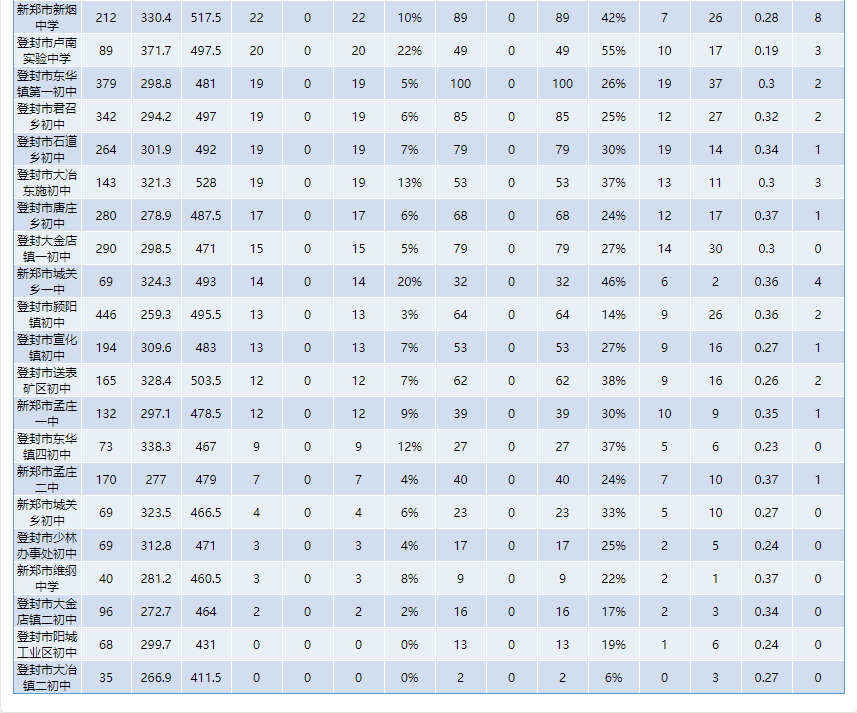 新郑市新烟
中学 212 330.4 517.5 22 0 22 10% 89 0 89 42% 7 26 0.28 8
登封市卢南
实验中学 89 371.7 497.5 20 0 20 22% 49 0 49 55% 10 17 0.19 3
登封市东华
镇第一初中 379 298.8 481 19 0 19 5% 100 0 100 26% 19 37 0.3 2
登封市君召
乡初中 342 294.2 497 19 0 19 6% 85 0 85 25% 12 27 0.32 2
登封市石道
乡初中 264 301.9 492 19 0 19 7% 79 0 79 30% 19 14 0.34 1
登封市大冶
东施初中 143 321.3 528 19 0 19 13% 53 0 53 37% 13 11 0.3 3
登封市唐庄
乡初中 280 278.9 487.5 17 0 17 6% 68 0 68 24% 12 17 0.37 1
登封大金店
镇一初中 290 298.5 471 15 0 15 5% 79 0 79 27% 14 30 0.3 0
新郑市城关
乡一中 69 324.3 493 14 0 14 20% 32 0 32 46% 6 2 0.36 4
登封市颍阳
镇初中 446 259.3 495.5 13 0 13 3% 64 0 64 14% 9 26 0.36 2
登封市宣化
镇初中 194 309.6 483 13 0 13 7% 53 0 53 27% 9 16 0.27 1
登封市送表
矿区初中 165 328.4 503.5 12 0 12 7% 62 0 62 38% 9 16 0.26 2
新郑市孟庄
一中 132 297.1 478.5 12 0 12 9% 39 0 39 30% 10 9 0.35 1
登封市东华
镇四初中 73 338.3 467 9 0 9 12% 27 0 27 37% 5 6 0.23 0
新郑市孟庄
二中 170 277 479 7 0 7 4% 40 0 40 24% 7 10 0.37 1
新郑市城关
乡初中 69 323.5 466.5 4 0 4 6% 23 0 23 33% 5 10 0.27 0
登封市少林
办事处初中 69 312.8 471 3 0 3 4% 17 0 17 25% 2 5 0.24 0
新郑市维纲
中学 40 281.2 460.5 3 0 3 8% 9 0 9 22% 2 1 0.37 0
登封市大金
店镇二初中 96 272.7 464 2 0 2 2% 16 0 16 17% 2 3 0.34 0
登封市阳城
工业区初中 68 299.7 431 0 0 0 0% 13 0 13 19% 1 6 0.24 0
登封市大冶
镇二初中 35 266.9 411.5 0 0 0 0% 2 0 2 6% 0 3 0.27 0